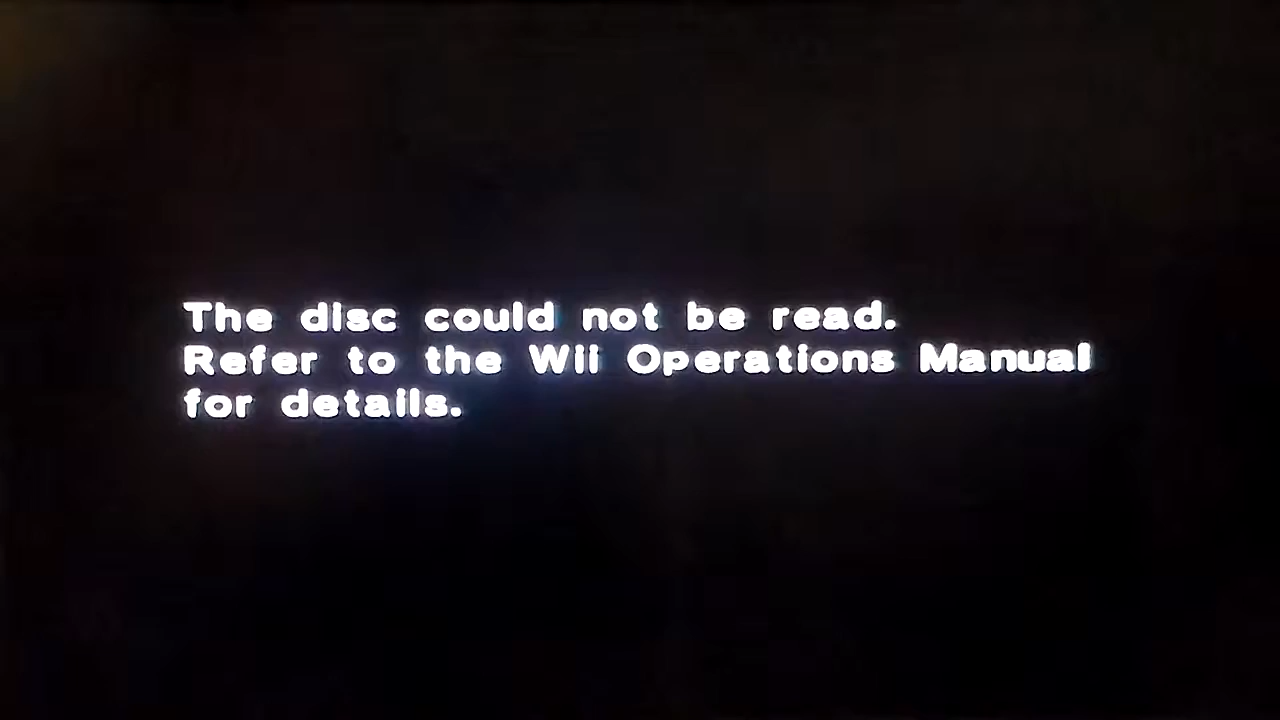 The disc could not be read.
Refer to the Wii Operations Manual
for details.